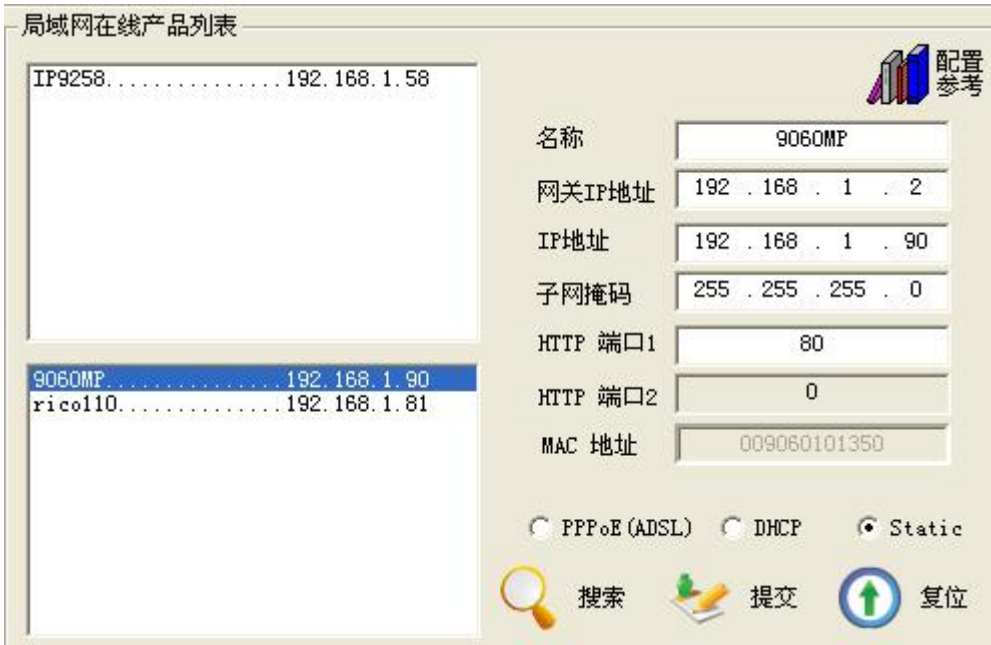 局域网在线产品列表
IP9258...............192.168.1.58
9060MP...............192.168.1.90
rico110..............192.168.1.81
配置
参考
名称 9060MP
网关IP地址 192 . 168 . 1 . 2
IP地址 192 . 168 . 1 . 90
子网掩码 255 . 255 . 255 . 0
HTTP 端口1 80
HTTP 端口2 0
MAC 地址 009060101350
PPPoE(ADSL) DHCP Static
搜索 提交 复位